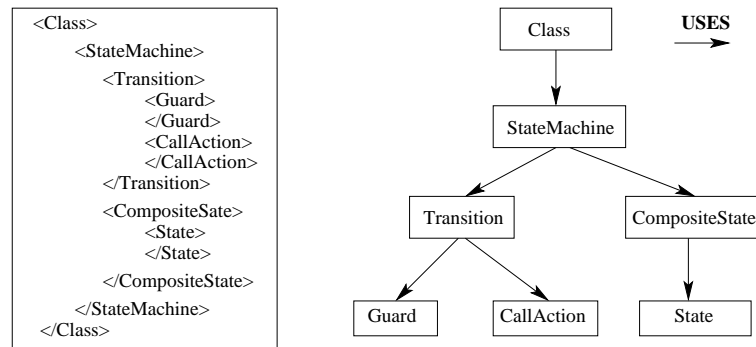 <Class>
<StateMachine>
<Transition>
<Guard>
</Guard>
<CallAction>
</CallAction>
</Transition>
<CompositeSate>
<State>
</State>
</CompositeState>
</StateMachine>
</Class>
Class
USES
StateMachine
Transition
CompositeState
Guard
CallAction
State